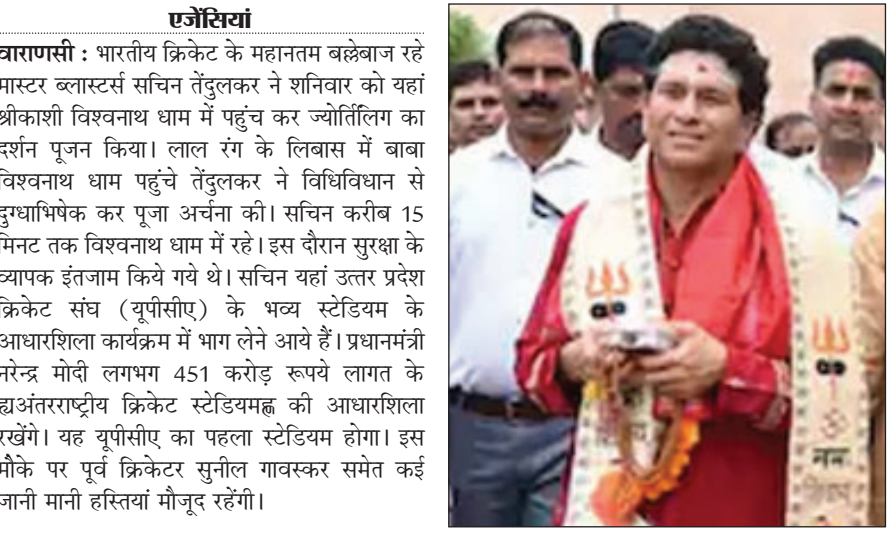 एजेंसियां
वाराणसी : भारतीय क्रिकेट के महानतम बल्लेबाज रहे
मास्टर ब्लास्टर्स सचिन तेंदुलकर ने शनिवार को यहां
श्रीकाशी विश्वनाथ धाम में पहुंच कर ज्योर्तिलिंग का
दर्शन पूजन किया। लाल रंग के लिबास में बाबा
विश्वनाथ धाम पहुंचे तेंदुलकर ने विधिविधान से
दुग्धाभिषेक कर पूजा अर्चना की। सचिन करीब 15
मिनट तक विश्वनाथ धाम में रहे। इस दौरान सुरक्षा के
व्यापक इंतजाम किये गये थे। सचिन यहां उत्तर प्रदेश
क्रिकेट संघ (यूपीसीए) के भव्य स्टेडियम के
आधारशिला कार्यक्रम में भाग लेने आये हैं। प्रधानमंत्री
नरेन्द्र मोदी लगभग 451 करोड़ रूपये लागत के
ह्यअंतरराष्ट्रीय क्रिकेट स्टेडियमह्ण की आधारशिला
रखेंगे। यह यूपीसीए का पहला स्टेडियम होगा। इस
मौके पर पूर्व क्रिकेटर सुनील गावस्कर समेत कई
जानी मानी हस्तियां मौजूद रहेंगी।
ॐ
नमः
शिवाय